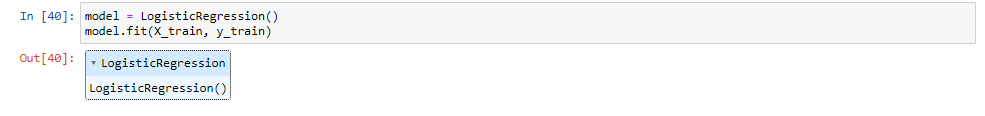 In [40]: model = LogisticRegression()
model.fit(X_train, y_train)
Out[40]: ▾ LogisticRegression
LogisticRegression()